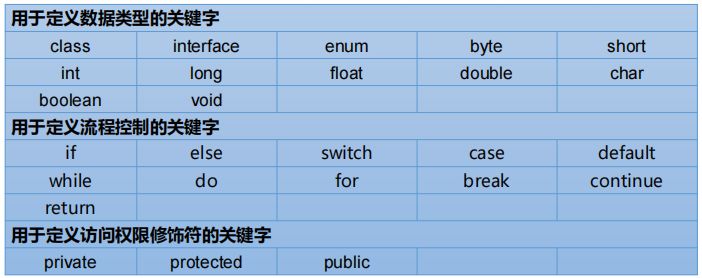 用于定义数据类型的关键字
class interface enum byte short
int long float double char
boolean void
用于定义流程控制的关键字
if else switch case default
while do for break continue
return
用于定义访问权限修饰符的关键字
private protected public